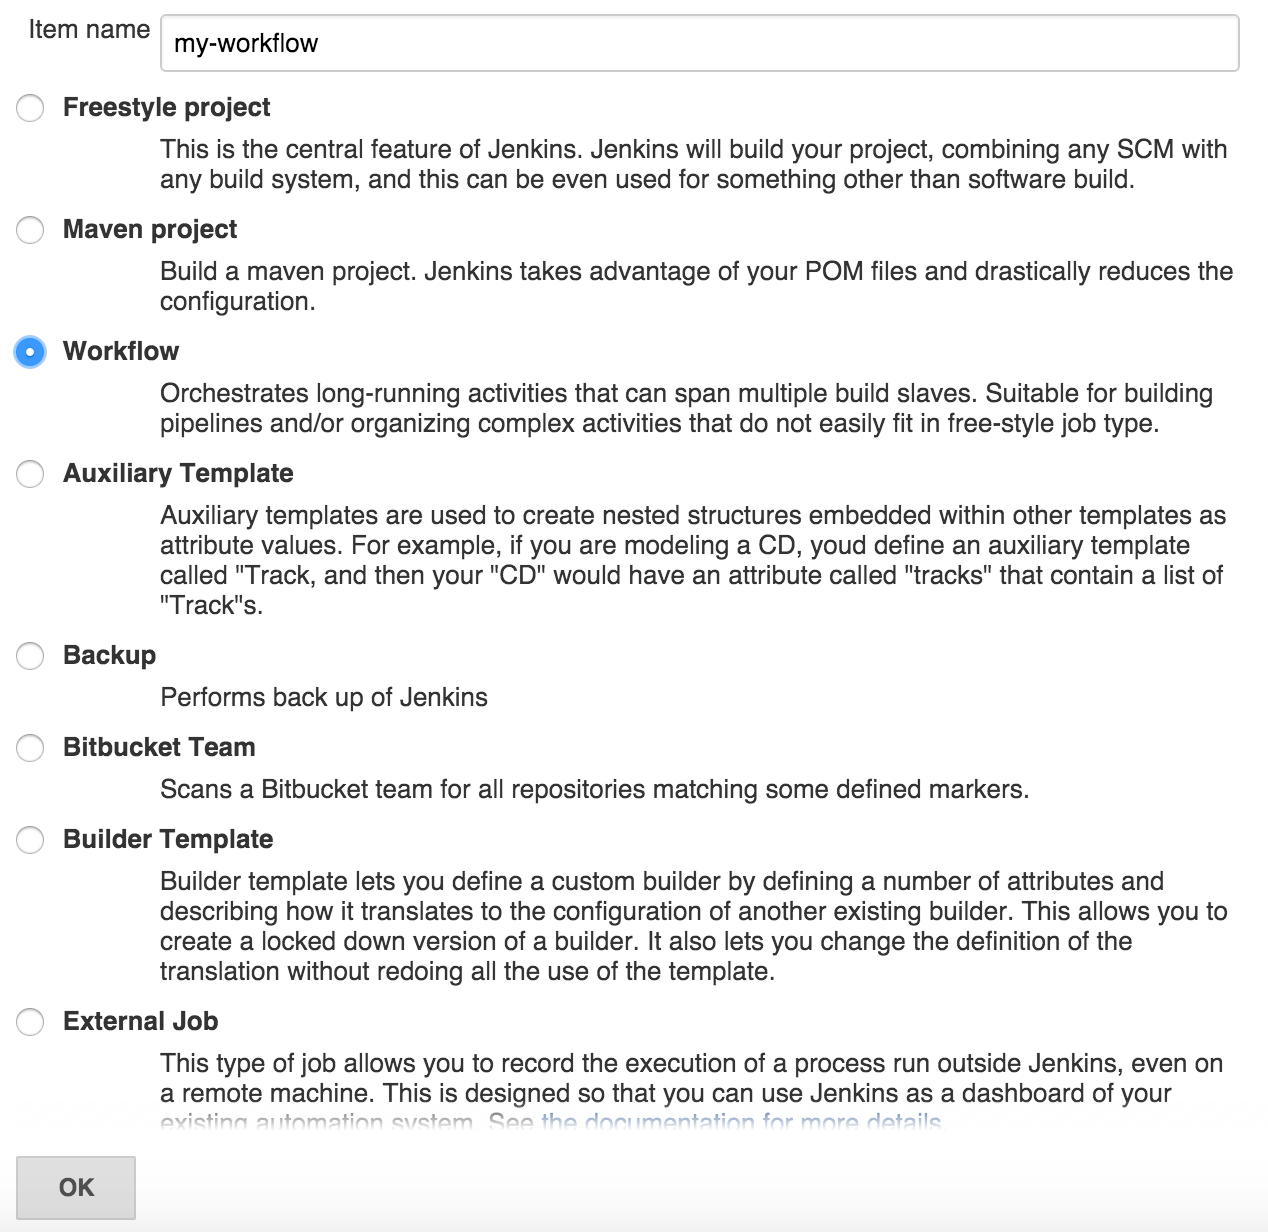 Item name
my-workflow
Freestyle project
This is the central feature of Jenkins. Jenkins will build your project, combining any SCM with
any build system, and this can be even used for something other than software build.
Maven project
Build a maven project. Jenkins takes advantage of your POM files and drastically reduces the
configuration.
Workflow
Orchestrates long-running activities that can span multiple build slaves. Suitable for building
pipelines and/or organizing complex activities that do not easily fit in free-style job type.
Auxiliary Template
Auxiliary templates are used to create nested structures embedded within other templates as
attribute values. For example, if you are modeling a CD, youd define an auxiliary template
called "Track, and then your "CD" would have an attribute called "tracks" that contain a list of
"Track"s.
Backup
Performs back up of Jenkins
Bitbucket Team
Scans a Bitbucket team for all repositories matching some defined markers.
Builder Template
Builder template lets you define a custom builder by defining a number of attributes and
describing how it translates to the configuration of another existing builder. This allows you to
create a locked down version of a builder. It also lets you change the definition of the
translation without redoing all the use of the template.
External Job
This type of job allows you to record the execution of a process run outside Jenkins, even on
a remote machine. This is designed so that you can use Jenkins as a dashboard of your
existing automation system. See the documentation for more details.
OK